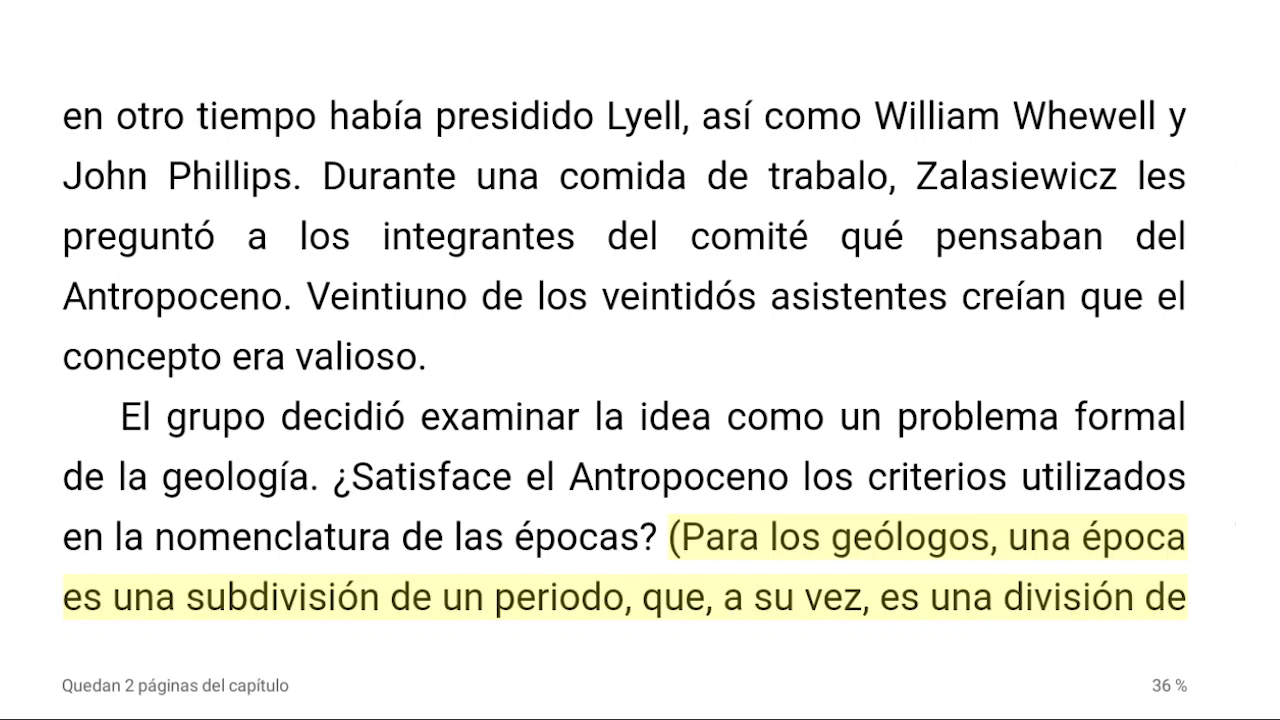 en otro tiempo había presidido Lyell, así como William Whewell y
John Phillips. Durante una comida de trabalo, Zalasiewicz les
preguntó a los integrantes del comité qué pensaban del
Antropoceno. Veintiuno de los veintidós asistentes creían que el
concepto era valioso.
El grupo decidió examinar la idea como un problema formal
de la geología. ¿Satisface el Antropoceno los criterios utilizados
en la nomenclatura de las épocas? (Para los geólogos, una época
es una subdivisión de un periodo, que, a su vez, es una división de
Quedan 2 páginas del capítulo
36 %